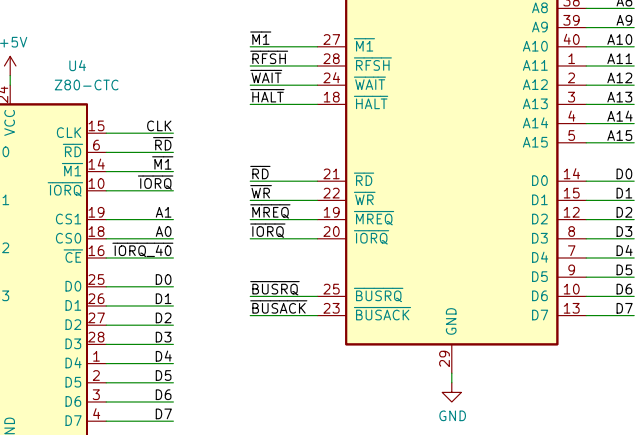 +5V
U4
Z80-CTC
24
VCC
CLK 15 CLK
0
RD 6 RD
M1 14 M1
IORQ 10 IORQ
1
CS1 19 A1
CS0 18 A0
2
CE 16 IORQ_40
D0 25 D0
3
D1 26 D1
D2 27 D2
D3 28 D3
D4 1 D4
D5 2 D5
D6 3 D6
D7 4 D7
ND
M1 27 M1
RFSH 28 RFSH
WAIT 24 WAIT
HALT 18 HALT
RD 21 RD
WR 22 WR
MREQ 19 MREQ
IORQ 20 IORQ
BUSRQ 25 BUSRQ
BUSACK 23 BUSACK
A8 38 A8
A9 39 A9
A10 40 A10
A11 1 A11
A12 2 A12
A13 3 A13
A14 4 A14
A15 5 A15
D0 14 D0
D1 15 D1
D2 12 D2
D3 8 D3
D4 7 D4
D5 9 D5
D6 10 D6
D7 13 D7
GND
29
GND